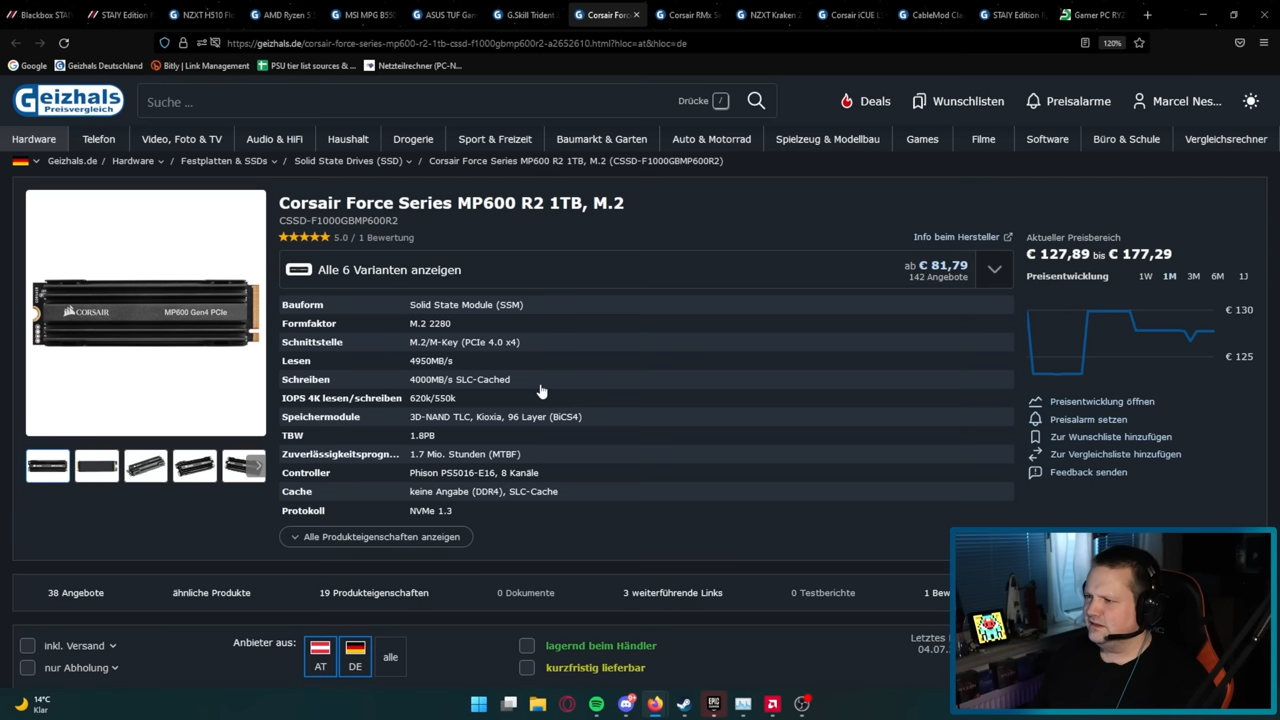 Blackbox STA
STAIY Edition
NZXT H510 Flo
AMD Ryzen 5
MSI MPG B55
ASUS TUF Gam
G.Skill Trident
Corsair Forc
Corsair RMx Se
NZXT Kraken
Corsair iCUE L
CableMod Cla
STAIY Edition R
Gamer PC RYZ
https://geizhals.de/corsair-force-series-mp600-r2-1tb-cssd-f1000gbmp600r2-a2652610.html?hloc=at&hloc=de
120%
Google
Geizhals Deutschland
Bitly | Link Management
PSU tier list sources & ...
Netzteilrechner (PC-N...
Geizhals
Preisvergleich
Suche ...
Drücke /
Deals
Wunschlisten
Preisalarme
Marcel Nes...
Hardware
Telefon
Video, Foto & TV
Audio & HiFi
Haushalt
Drogerie
Sport & Freizeit
Baumarkt & Garten
Auto & Motorrad
Spielzeug & Modellbau
Games
Filme
Software
Büro & Schule
Vergleichsrechner
Geizhals.de / Hardware / Festplatten & SSDs / Solid State Drives (SSD) / Corsair Force Series MP600 R2 1TB, M.2 (CSSD-F1000GBMP600R2)
Corsair Force Series MP600 R2 1TB, M.2
CSSD-F1000GBMP600R2
5.0 / 1 Bewertung
Info beim Hersteller
Alle 6 Varianten anzeigen
ab € 81,79
142 Angebote
CORSAIR
MP600 Gen4 PCIe
Bauform Solid State Module (SSM)
Formfaktor M.2 2280
Schnittstelle M.2/M-Key (PCIe 4.0 x4)
Lesen 4950MB/s
Schreiben 4000MB/s SLC-Cached
IOPS 4K lesen/schreiben 620k/550k
Speichermodule 3D-NAND TLC, Kioxia, 96 Layer (BiCS4)
TBW 1.8PB
Zuverlässigkeitsprogn... 1.7 Mio. Stunden (MTBF)
Controller Phison PS5016-E16, 8 Kanäle
Cache keine Angabe (DDR4), SLC-Cache
Protokoll NVMe 1.3
Alle Produkteigenschaften anzeigen
Aktueller Preisbereich
€ 127,89 bis € 177,29
Preisentwicklung 1W 1M 3M 6M 1J
€ 130
€ 125
Preisentwicklung öffnen
Preisalarm setzen
Zur Wunschliste hinzufügen
Zur Vergleichsliste hinzufügen
Feedback senden
38 Angebote
ähnliche Produkte
19 Produkteigenschaften
0 Dokumente
3 weiterführende Links
0 Testberichte
1 Bew
inkl. Versand
nur Abholung
Anbieter aus:
AT
DE
alle
lagernd beim Händler
kurzfristig lieferbar
Letztes
04.07.
14°C
Klar
EPIC